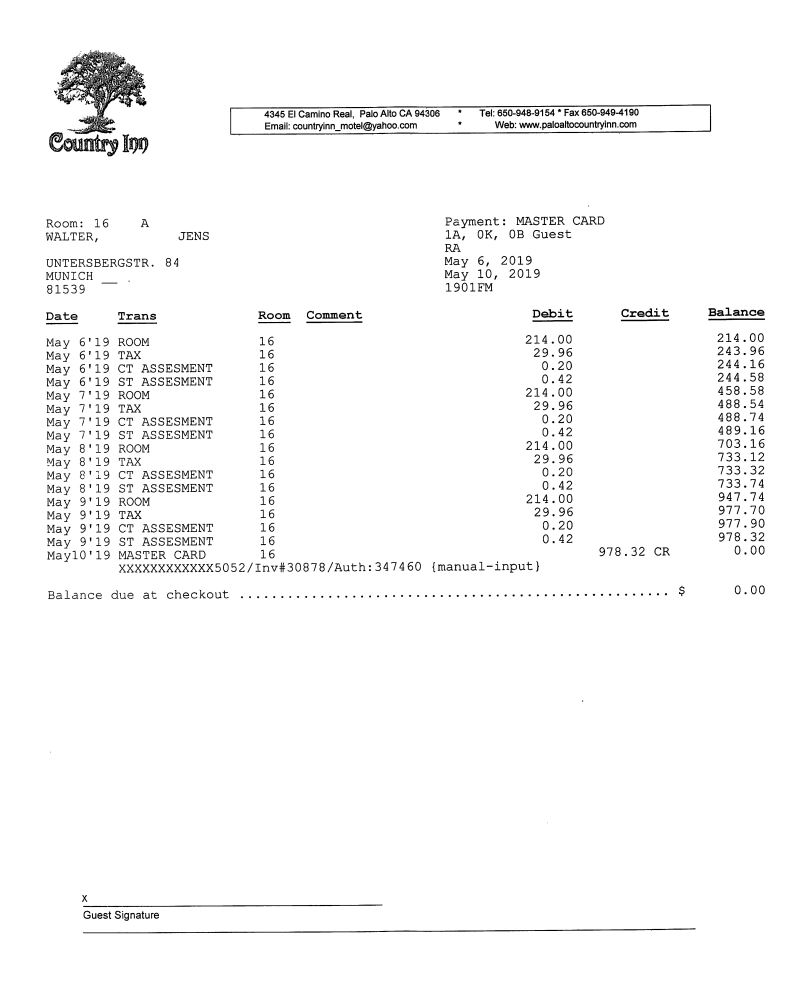 Country Inn
4345 El Camino Real, Palo Alto CA 94306 * Tel: 650-948-9154 * Fax 650-949-4190
Email: countryinn_motel@yahoo.com * Web: www.paloaltocountryinn.com
Room: 16 A
WALTER, JENS
UNTERSBERGSTR. 84
MUNICH
81539
Payment: MASTER CARD
1A, 0K, 0B Guest
RA
May 6, 2019
May 10, 2019
1901FM
Date Trans Room Comment Debit Credit Balance
May 6'19 ROOM 16 214.00 214.00
May 6'19 TAX 16 29.96 243.96
May 6'19 CT ASSESMENT 16 0.20 244.16
May 6'19 ST ASSESMENT 16 0.42 244.58
May 7'19 ROOM 16 214.00 458.58
May 7'19 TAX 16 29.96 488.54
May 7'19 CT ASSESMENT 16 0.20 488.74
May 7'19 ST ASSESMENT 16 0.42 489.16
May 8'19 ROOM 16 214.00 703.16
May 8'19 TAX 16 29.96 733.12
May 8'19 CT ASSESMENT 16 0.20 733.32
May 8'19 ST ASSESMENT 16 0.42 733.74
May 9'19 ROOM 16 214.00 947.74
May 9'19 TAX 16 29.96 977.70
May 9'19 CT ASSESMENT 16 0.20 977.90
May 9'19 ST ASSESMENT 16 0.42 978.32
May10'19 MASTER CARD 16 978.32 CR 0.00
XXXXXXXXXXXX5052/Inv#30878/Auth:347460 {manual-input}
Balance due at checkout ...................................................... $ 0.00
X
Guest Signature